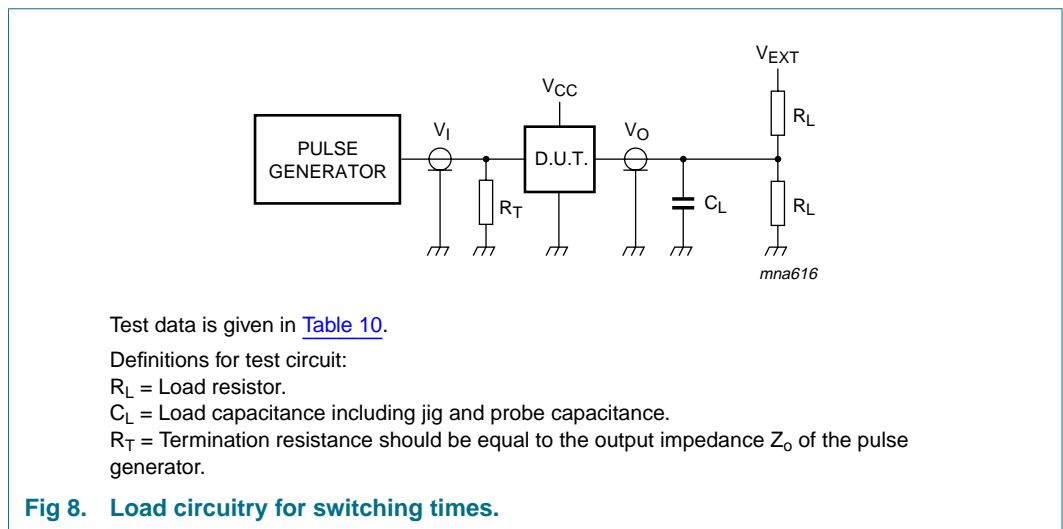 VEXT
VCC
RL
VI
VO
PULSE
GENERATOR
D.U.T.
RT
CL
RL
mna616
Test data is given in Table 10.
Definitions for test circuit:
RL = Load resistor.
CL = Load capacitance including jig and probe capacitance.
RT = Termination resistance should be equal to the output impedance Zo of the pulse
generator.
Fig 8. Load circuitry for switching times.